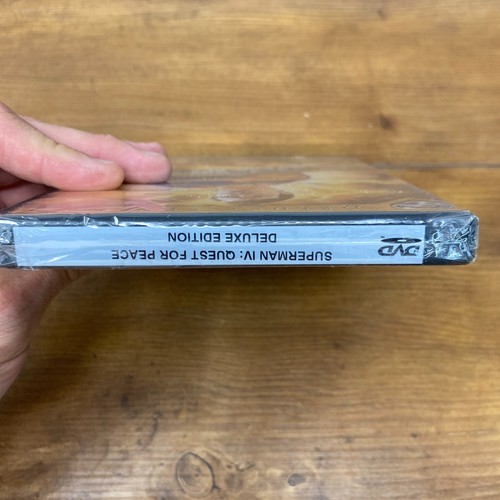 DVD
SUPERMAN IV: QUEST FOR PEACE
DELUXE EDITION